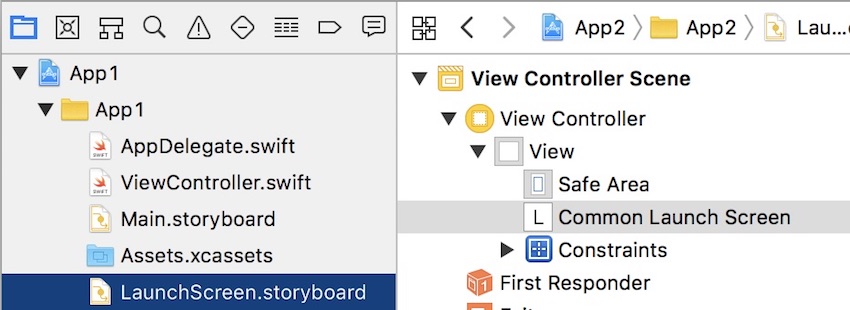 App1
App1
AppDelegate.swift
ViewController.swift
Main.storyboard
Assets.xcassets
LaunchScreen.storyboard
App2 App2 Lau...
View Controller Scene
View Controller
View
Safe Area
L Common Launch Screen
Constraints
First Responder